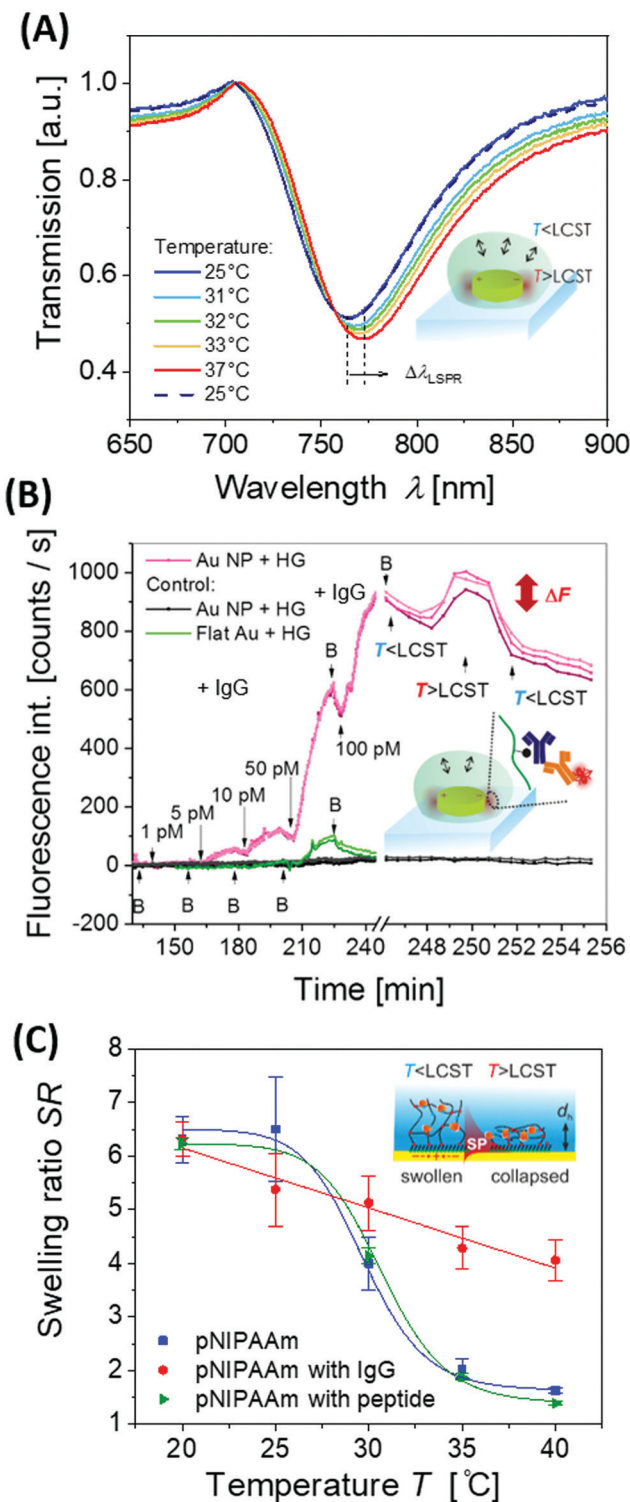 (A)
Transmission [a.u.]
1.0
0.8
0.6
0.4
Temperature:
25°C
31°C
32°C
33°C
37°C
25°C
T<LCST
T>LCST
Δλ LSPR
650 700 750 800 850 900
Wavelength λ [nm]
(B)
Fluorescence int. [counts / s]
1000
800
600
400
200
0
-200
Au NP + HG
Control:
Au NP + HG
Flat Au + HG
+ IgG
+ IgG
B
B
ΔF
T<LCST
T>LCST
T<LCST
1 pM
5 pM
10 pM
50 pM
100 pM
B
B B B B
150 180 210 240 248 250 252 254 256
Time [min]
(C)
Swelling ratio SR
8
7
6
5
4
3
2
1
T<LCST T>LCST
SP
d h
swollen collapsed
pNIPAAm
pNIPAAm with IgG
pNIPAAm with peptide
20 25 30 35 40
Temperature T [°C]